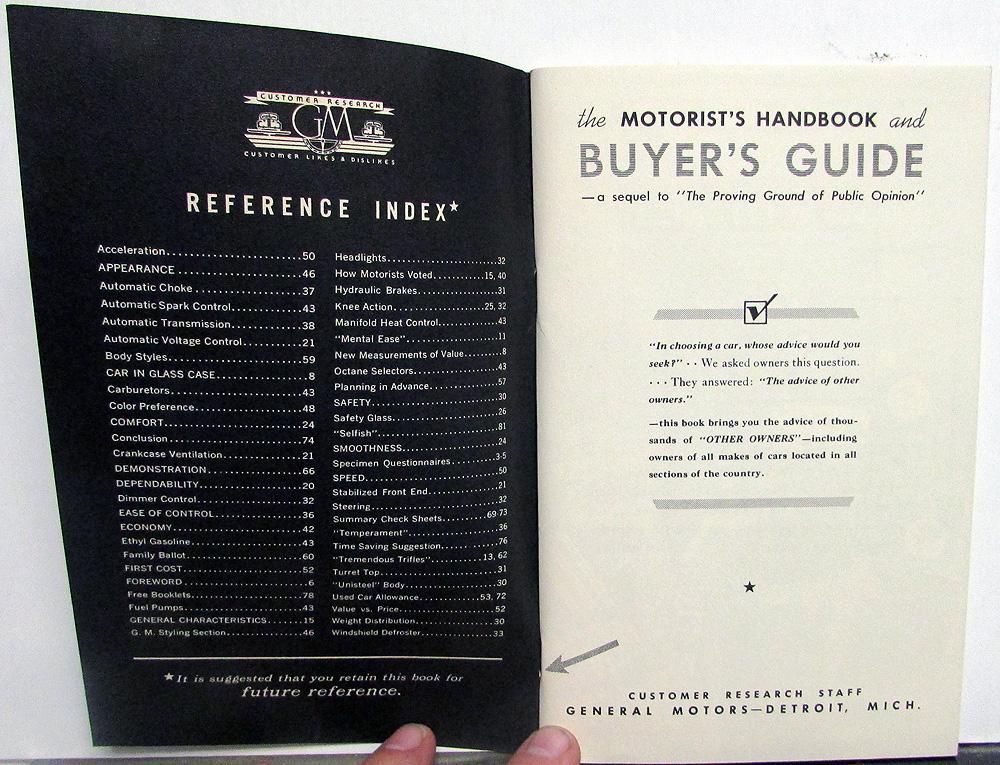 CUSTOMER RESEARCH
GM
CUSTOMER LIKES & DISLIKES
REFERENCE INDEX★
Acceleration........................50
APPEARANCE........................46
Automatic Choke........................37
Automatic Spark Control........................43
Automatic Transmission........................38
Automatic Voltage Control........................21
Body Styles........................59
CAR IN GLASS CASE........................8
Carburetors........................43
Color Preference........................48
COMFORT........................24
Conclusion........................74
Crankcase Ventilation........................21
DEMONSTRATION........................66
DEPENDABILITY........................20
Dimmer Control........................32
EASE OF CONTROL........................36
ECONOMY........................42
Ethyl Gasoline........................43
Family Ballot........................60
FIRST COST........................52
FOREWORD........................6
Free Booklets........................78
Fuel Pumps........................43
GENERAL CHARACTERISTICS........................15
G. M. Styling Section........................46
Headlights........................32
How Motorists Voted........................15, 40
Hydraulic Brakes........................31
Knee Action........................25, 32
Manifold Heat Control........................43
"Mental Ease"........................11
New Measurements of Value........................8
Octane Selectors........................43
Planning in Advance........................57
SAFETY........................30
Safety Glass........................26
"Selfish"........................81
SMOOTHNESS........................24
Specimen Questionnaires........................3-5
SPEED........................50
Stabilized Front End........................21
Steering........................32
Summary Check Sheets........................69-73
"Temperament"........................36
Time Saving Suggestion........................76
"Tremendous Trifles"........................13, 62
Turret Top........................31
"Unisteel" Body........................30
Used Car Allowance........................53, 72
Value vs. Price........................52
Weight Distribution........................30
Windshield Defroster........................33
★It is suggested that you retain this book for
future reference.
the MOTORIST'S HANDBOOK and
BUYER'S GUIDE
—a sequel to "The Proving Ground of Public Opinion"
"In choosing a car, whose advice would you
seek?" · · We asked owners this question.
· · · They answered: "The advice of other
owners."
—this book brings you the advice of thou-
sands of "OTHER OWNERS"—including
owners of all makes of cars located in all
sections of the country.
★
CUSTOMER RESEARCH STAFF
GENERAL MOTORS—DETROIT, MICH.